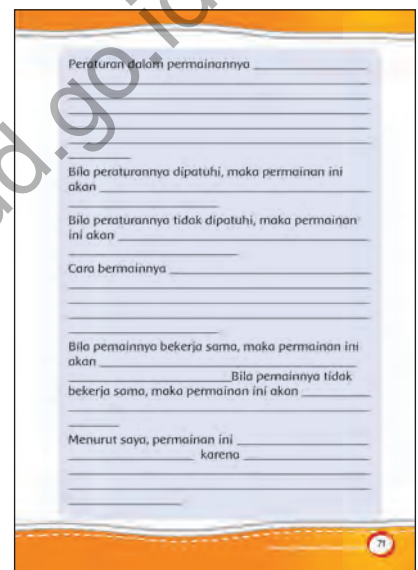 Peraturan dalam permainannya
Bila peraturannya dipatuhi, maka permainan ini
akan
Bila peraturannya tidak dipatuhi, maka permainan
ini akan
Cara bermainnya
Bila pemainnya bekerja sama, maka permainan ini
akan
Bila pemainnya tidak
bekerja sama, maka permainan ini akan
Menurut saya, permainan ini
karena
71
d.go.id